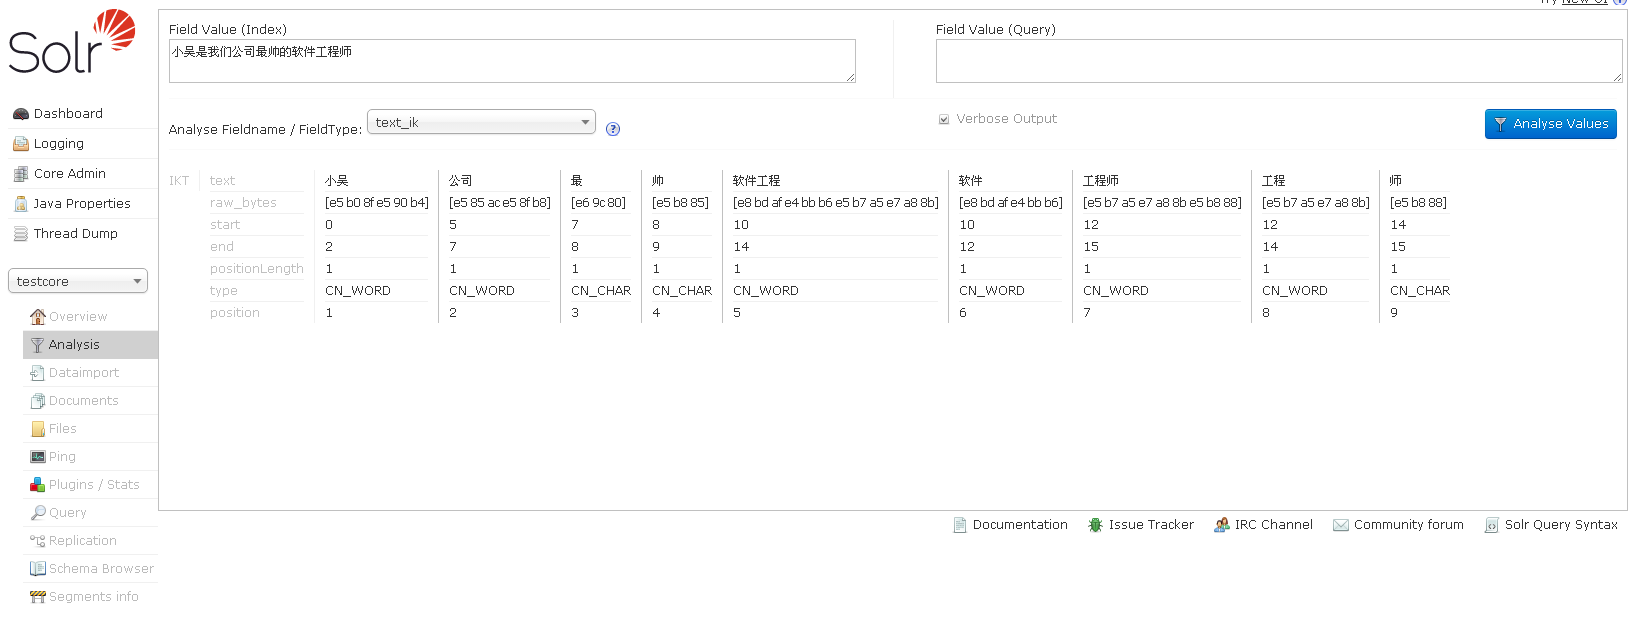 Try New UI
Solr
Field Value (Index)
Field Value (Query)
小吴是我们公司最帅的软件工程师
Analyse Fieldname / FieldType:
text_ik
Verbose Output
Analyse Values
Dashboard
Logging
Core Admin
Java Properties
Thread Dump
testcore
Overview
Analysis
Dataimport
Documents
Files
Ping
Plugins / Stats
Query
Replication
Schema Browser
Segments info
IKT
text 小吴 公司 最 帅 软件工程 软件 工程师 工程 师
raw_bytes [e5 b0 8f e5 90 b4] [e5 85 ac e5 8f b8] [e6 9c 80] [e5 b8 85] [e8 bd af e4 bb b6 e5 b7 a5 e7 a8 8b] [e8 bd af e4 bb b6] [e5 b7 a5 e7 a8 8b e5 b8 88] [e5 b7 a5 e7 a8 8b] [e5 b8 88]
start 0 5 7 8 10 10 12 12 14
end 2 7 8 9 14 12 15 14 15
positionLength 1 1 1 1 1 1 1 1 1
type CN_WORD CN_WORD CN_CHAR CN_CHAR CN_WORD CN_WORD CN_WORD CN_WORD CN_CHAR
position 1 2 3 4 5 6 7 8 9
Documentation
Issue Tracker
IRC Channel
Community forum
Solr Query Syntax